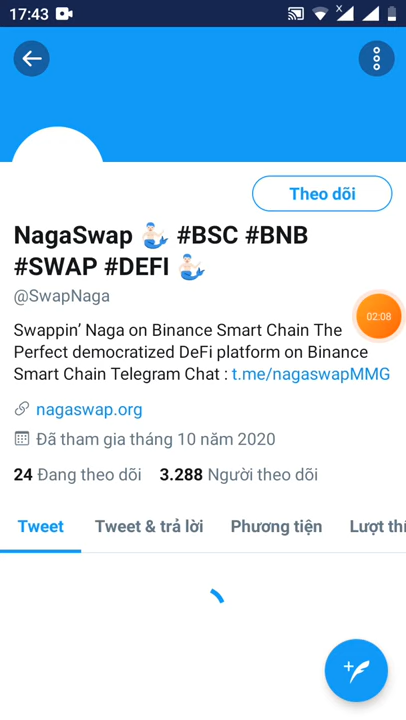 17:43
Theo dõi
NagaSwap 🧜🏻‍♂️ #BSC #BNB
#SWAP #DEFI 🧜🏻‍♂️
@SwapNaga
02:08
Swappin’ Naga on Binance Smart Chain The
Perfect democratized DeFi platform on Binance
Smart Chain Telegram Chat : t.me/nagaswapMMG
nagaswap.org
Đã tham gia tháng 10 năm 2020
24 Đang theo dõi 3.288 Người theo dõi
Tweet Tweet & trả lời Phương tiện Lượt thí